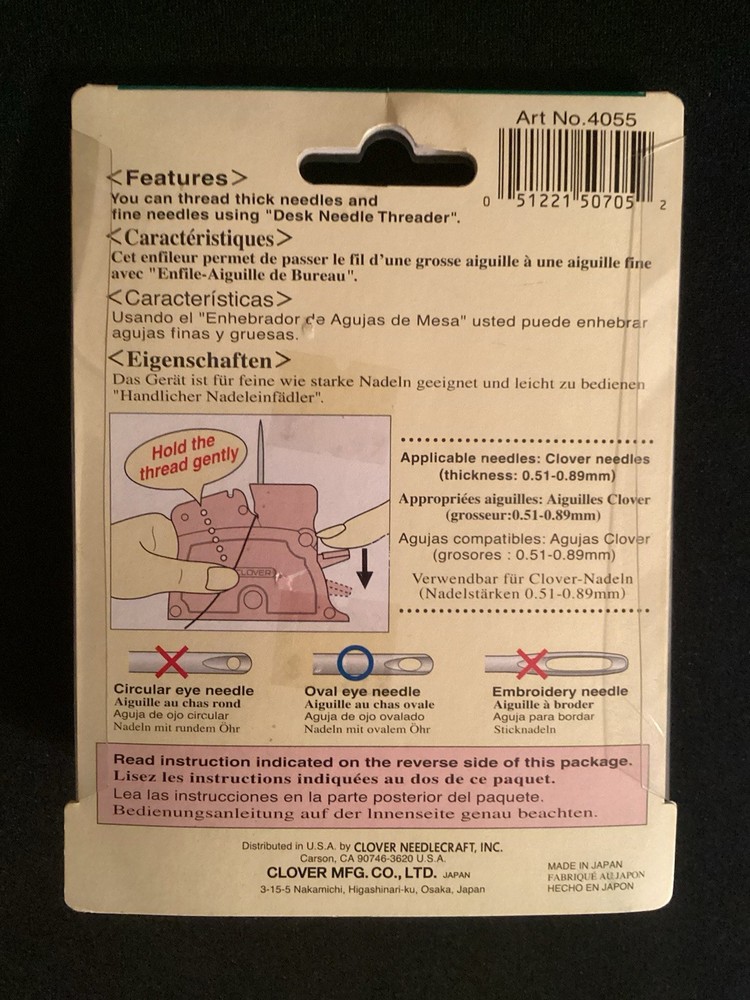 Art No.4055
0 51221 50705 2
<Features>
You can thread thick needles and
fine needles using "Desk Needle Threader".
<Caractéristiques>
Cet enfileur permet de passer le fil d'une grosse aiguille à une aiguille fine
avec "Enfile-Aiguille de Bureau".
<Características>
Usando el "Enhebrador de Agujas de Mesa" usted puede enhebrar
agujas finas y gruesas.
<Eigenschaften>
Das Gerät ist für feine wie starke Nadeln geeignet und leicht zu bedienen
"Handlicher Nadeleinfädler".
Hold the
thread gently
CLOVER
Applicable needles: Clover needles
(thickness: 0.51-0.89mm)
Appropriées aiguilles: Aiguilles Clover
(grosseur:0.51-0.89mm)
Agujas compatibles: Agujas Clover
(grosores : 0.51-0.89mm)
Verwendbar für Clover-Nadeln
(Nadelstärken 0.51-0.89mm)
Circular eye needle
Aiguille au chas rond
Aguja de ojo circular
Nadeln mit rundem Öhr
Oval eye needle
Aiguille au chas ovale
Aguja de ojo ovalado
Nadeln mit ovalem Öhr
Embroidery needle
Aiguille à broder
Aguja para bordar
Sticknadeln
Read instruction indicated on the reverse side of this package.
Lisez les instructions indiquées au dos de ce paquet.
Lea las instrucciones en la parte posterior del paquete.
Bedienungsanleitung auf der Innenseite genau beachten.
Distributed in U.S.A. by CLOVER NEEDLECRAFT, INC.
Carson, CA 90746-3620 U.S.A.
CLOVER MFG. CO., LTD. JAPAN
3-15-5 Nakamichi, Higashinari-ku, Osaka, Japan
MADE IN JAPAN
FABRIQUÉ AU JAPON
HECHO EN JAPON